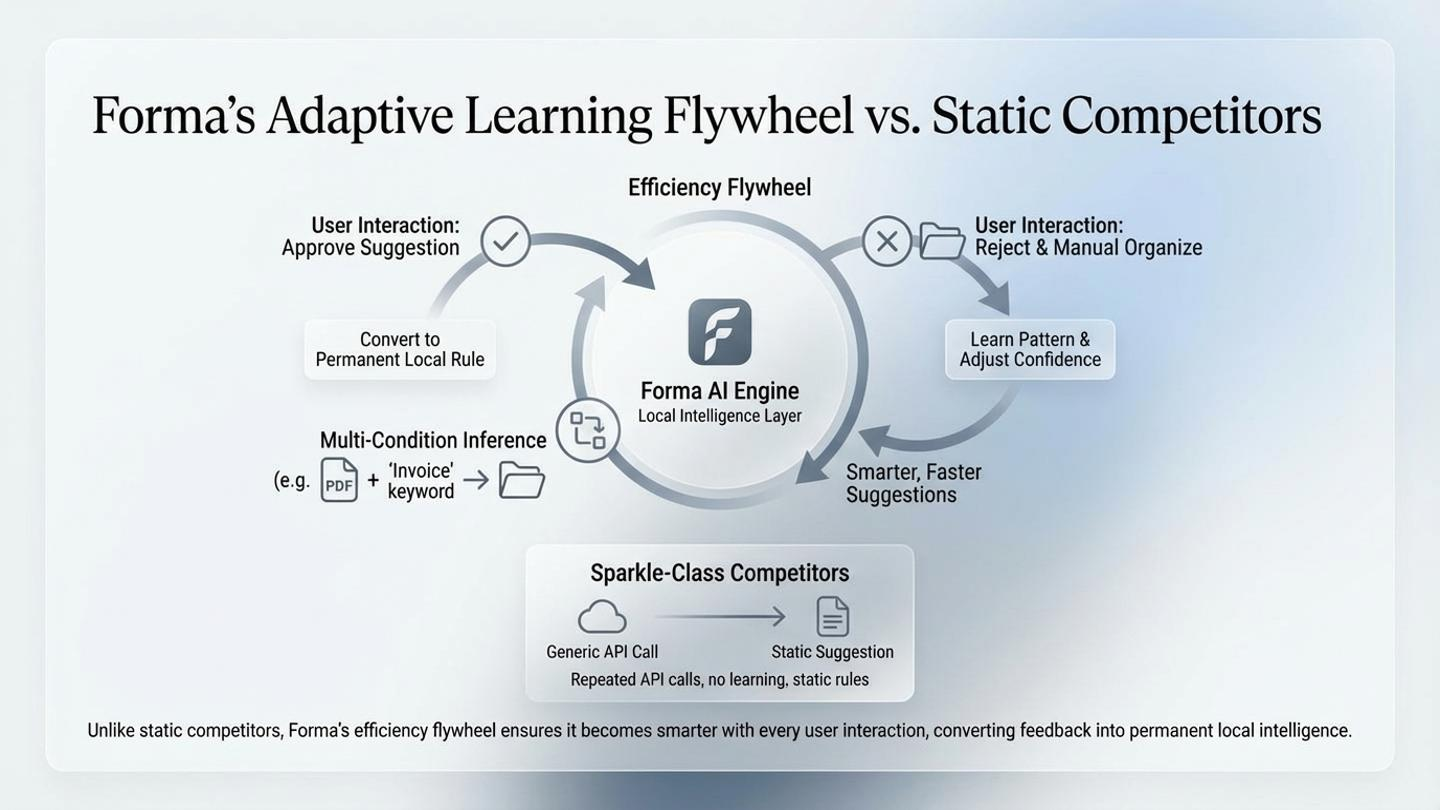 Forma’s Adaptive Learning Flywheel vs. Static Competitors
Efficiency Flywheel
User Interaction:
Approve Suggestion
User Interaction:
Reject & Manual Organize
Convert to
Permanent Local Rule
Learn Pattern &
Adjust Confidence
F
Forma AI Engine
Local Intelligence Layer
Multi-Condition Inference
(e.g. PDF + ‘Invoice'
keyword
Smarter, Faster
Suggestions
Sparkle-Class Competitors
Generic API Call
Static Suggestion
Repeated API calls, no learning, static rules
Unlike static competitors, Forma's efficiency flywheel ensures it becomes smarter with every user interaction, converting feedback into permanent local intelligence.